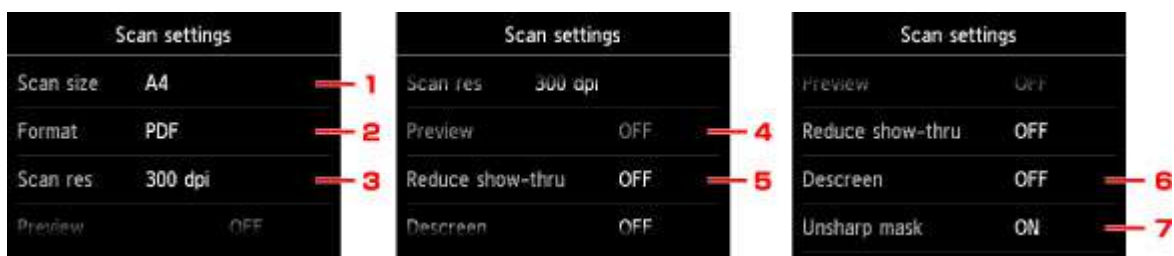 Scan settings
Scan size A4 1
Format PDF 2
Scan res 300 dpi 3
Preview OFF
Scan settings
Scan res 300 dpi
Preview OFF 4
Reduce show-thru OFF 5
Descreen OFF
Scan settings
Preview OFF
Reduce show-thru OFF
Descreen OFF 6
Unsharp mask ON 7